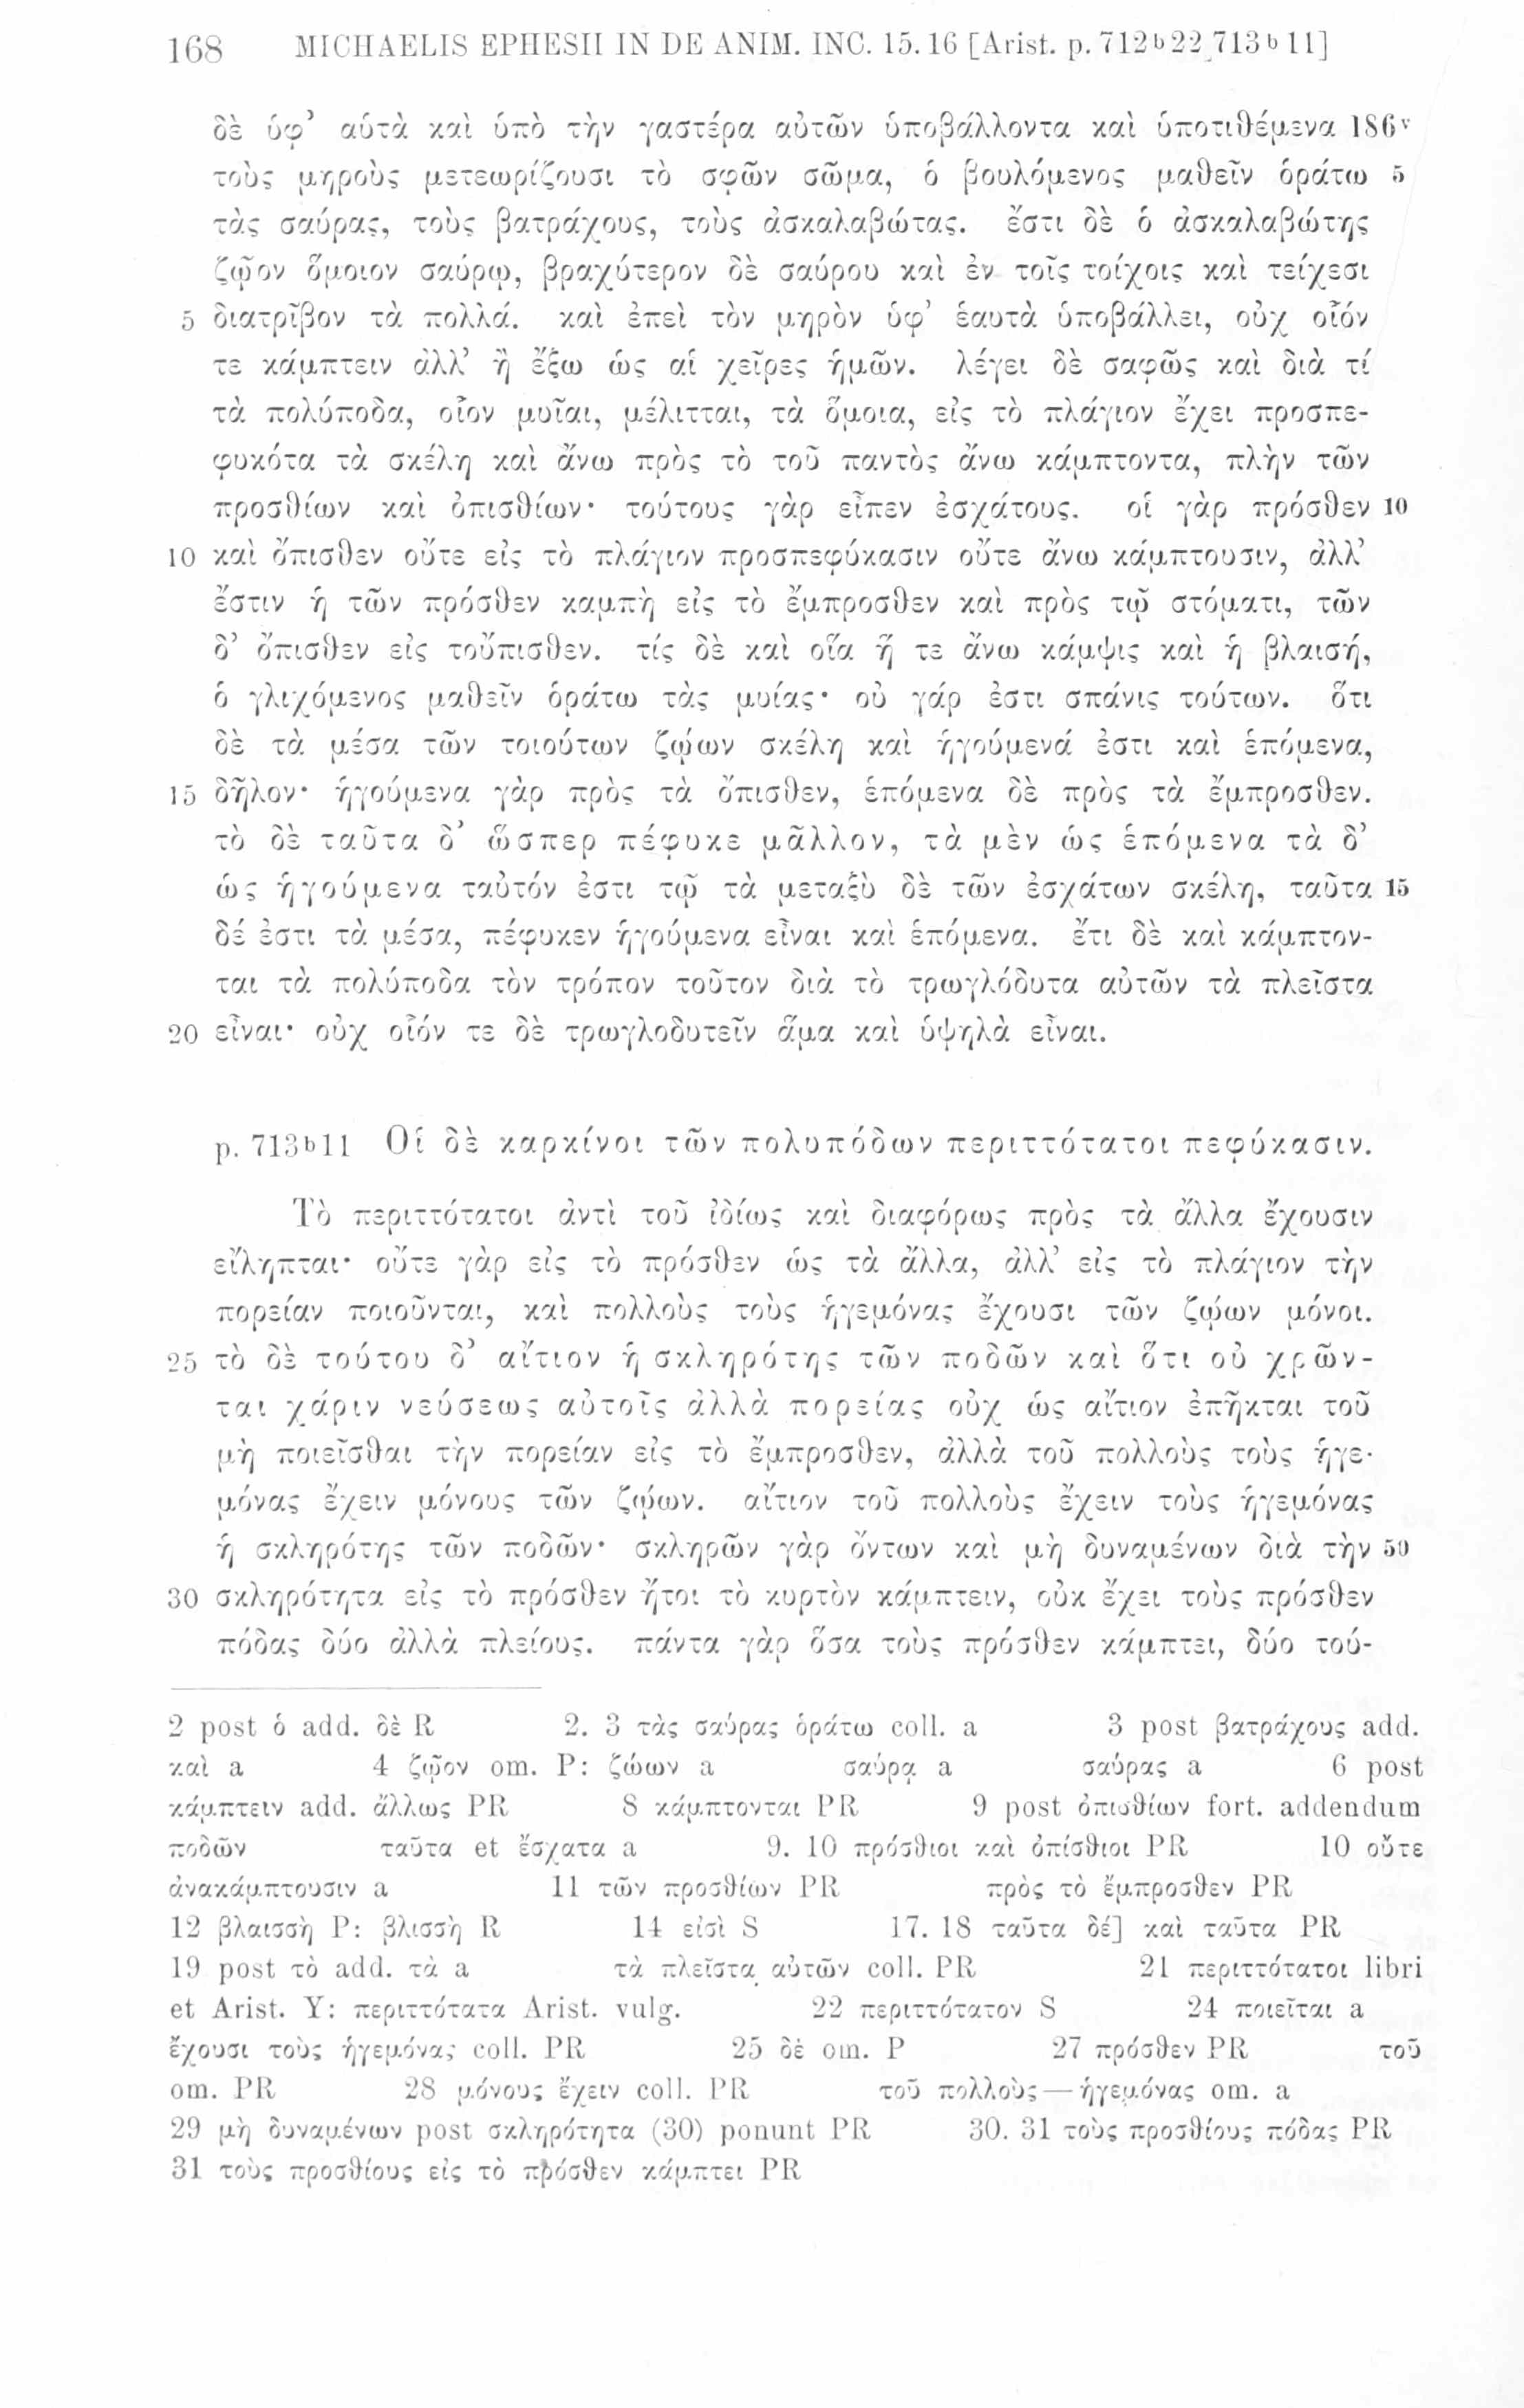 168 MICHAELIS EPHESII IN DE ANIM. INC. 15.16 [Arist. p. 712b22 713b11]
δὲ ὑφ’ αὑτὰ καὶ ὑπὸ τὴν γαστέρα αὐτῶν ὑποβάλλοντα καὶ ὑποτιθέμενα 186v
τοὺς μηροὺς μετεωρίζουσι τὸ σφῶν σῶμα, ὁ βουλόμενος μαθεῖν ὁράτω 5
τὰς σαύρας, τοὺς βατράχους, τοὺς ἀσκαλαβώτας. ἔστι δὲ ὁ ἀσκαλαβώτης
ζῷον ὅμοιον σαύρῳ, βραχύτερον δὲ σαύρου καὶ ἐν τοῖς τοίχοις καὶ τείχεσι
5 διατρῖβον τὰ πολλά. καὶ ἐπεὶ τὸν μηρὸν ὑφ’ ἑαυτὰ ὑποβάλλει, οὐχ οἷόν
τε κάμπτειν ἀλλ’ ἢ ἔξω ὡς αἱ χεῖρες ἡμῶν. λέγει δὲ σαφῶς καὶ διὰ τί
τὰ πολύποδα, οἷον μυῖαι, μέλιτται, τὰ ὅμοια, εἰς τὸ πλάγιον ἔχει προσπε-
φυκότα τὰ σκέλη καὶ ἄνω πρὸς τὸ τοῦ παντὸς ἄνω κάμπτοντα, πλὴν τῶν
προσθίων καὶ ὀπισθίων· τούτους γὰρ εἶπεν ἐσχάτους. οἱ γὰρ πρόσθεν 10
10 καὶ ὄπισθεν οὔτε εἰς τὸ πλάγιον προσπεφύκασιν οὔτε ἄνω κάμπτουσιν, ἀλλ’
ἔστιν ἡ τῶν πρόσθεν καμπὴ εἰς τὸ ἔμπροσθεν καὶ πρὸς τῷ στόματι, τῶν
δ’ ὄπισθεν εἰς τοὔπισθεν. τίς δὲ καὶ οἵα ἥ τε ἄνω κάμψις καὶ ἡ βλαισή,
ὁ γλιχόμενος μαθεῖν ὁράτω τὰς μυίας· οὐ γάρ ἐστι σπάνις τούτων. ὅτι
δὲ τὰ μέσα τῶν τοιούτων ζῴων σκέλη καὶ ἡγούμενά ἐστι καὶ ἑπόμενα,
15 δῆλον· ἡγούμενα γὰρ πρὸς τὰ ὄπισθεν, ἑπόμενα δὲ πρὸς τὰ ἔμπροσθεν.
τὸ δὲ ταῦτα δ’ ὥσπερ πέφυκε μᾶλλον, τὰ μὲν ὡς ἑπόμενα τὰ δ’
ὡς ἡγούμενα ταὐτόν ἐστι τῷ τὰ μεταξὺ δὲ τῶν ἐσχάτων σκέλη, ταῦτα 15
δέ ἐστι τὰ μέσα, πέφυκεν ἡγούμενα εἶναι καὶ ἑπόμενα. ἔτι δὲ καὶ κάμπτον-
ται τὰ πολύποδα τὸν τρόπον τοῦτον διὰ τὸ τρωγλόδυτα αὐτῶν τὰ πλεῖστα
20 εἶναι· οὐχ οἷόν τε δὲ τρωγλοδυτεῖν ἅμα καὶ ὑψηλὰ εἶναι.
p. 713b11 Οἱ δὲ καρκίνοι τῶν πολυπόδων περιττότατοι πεφύκασιν.
Τὸ περιττότατοι ἀντὶ τοῦ ἰδίως καὶ διαφόρως πρὸς τὰ ἄλλα ἔχουσιν
εἴληπται· οὔτε γὰρ εἰς τὸ πρόσθεν ὡς τὰ ἄλλα, ἀλλ’ εἰς τὸ πλάγιον τὴν
πορείαν ποιοῦνται, καὶ πολλοὺς τοὺς ἡγεμόνας ἔχουσι τῶν ζῴων μόνοι.
25 τὸ δὲ τούτου δ’ αἴτιον ἡ σκληρότης τῶν ποδῶν καὶ ὅτι οὐ χρῶν-
ται χάριν νεύσεως αὐτοῖς ἀλλὰ πορείας οὐχ ὡς αἴτιον ἐπῆκται τοῦ
μὴ ποιεῖσθαι τὴν πορείαν εἰς τὸ ἔμπροσθεν, ἀλλὰ τοῦ πολλοὺς τοὺς ἡγε-
μόνας ἔχειν μόνους τῶν ζῴων. αἴτιον τοῦ πολλοὺς ἔχειν τοὺς ἡγεμόνας
ἡ σκληρότης τῶν ποδῶν· σκληρῶν γὰρ ὄντων καὶ μὴ δυναμένων διὰ τὴν 50
30 σκληρότητα εἰς τὸ πρόσθεν ἤτοι τὸ κυρτὸν κάμπτειν, οὐκ ἔχει τοὺς πρόσθεν
πόδας δύο ἀλλὰ πλείους. πάντα γὰρ ὅσα τοὺς πρόσθεν κάμπτει, δύο τού-
2 post ὁ add. δὲ R 2. 3 τὰς σαύρας ὁράτω coll. a 3 post βατράχους add.
καὶ a 4 ζῷον om. P: ζώων a σαύρᾳ a σαύρας a 6 post
κάμπτειν add. ἄλλως PR 8 κάμπτονται PR 9 post ὀπισθίων fort. addendum
ποδῶν ταῦτα et ἔσχατα a 9. 10 πρόσθιοι καὶ ὀπίσθιοι PR 10 οὔτε
ἀνακάμπτουσιν a 11 τῶν προσθίων PR πρὸς τὸ ἔμπροσθεν PR
12 βλαισσὴ P: βλισσὴ R 14 εἰσὶ S 17. 18 ταῦτα δέ] καὶ ταῦτα PR
19 post τὸ add. τὰ a τὰ πλεῖστα αὐτῶν coll. PR 21 περιττότατοι libri
et Arist. Y: περιττότατα Arist. vulg. 22 περιττότατον S 24 ποιεῖται a
ἔχουσι τοὺς ἡγεμόνας coll. PR 25 δὲ om. P 27 πρόσθεν PR τοῦ
om. PR 28 μόνους ἔχειν coll. PR τοῦ πολλοὺς — ἡγεμόνας om. a
29 μὴ δυναμένων post σκληρότητα (30) ponunt PR 30. 31 τοὺς προσθίους πόδας PR
31 τοὺς προσθίους εἰς τὸ πρόσθεν κάμπτει PR